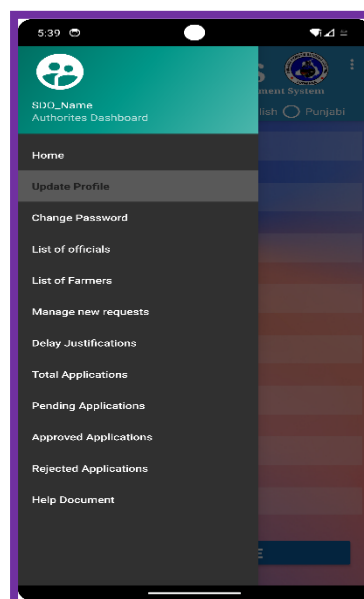 5:39
SDO_Name
Authorites Dashboard
ment System
lish Punjabi
Home
Update Profile
Change Password
List of officials
List of Farmers
Manage new requests
Delay Justifications
Total Applications
Pending Applications
Approved Applications
Rejected Applications
Help Document